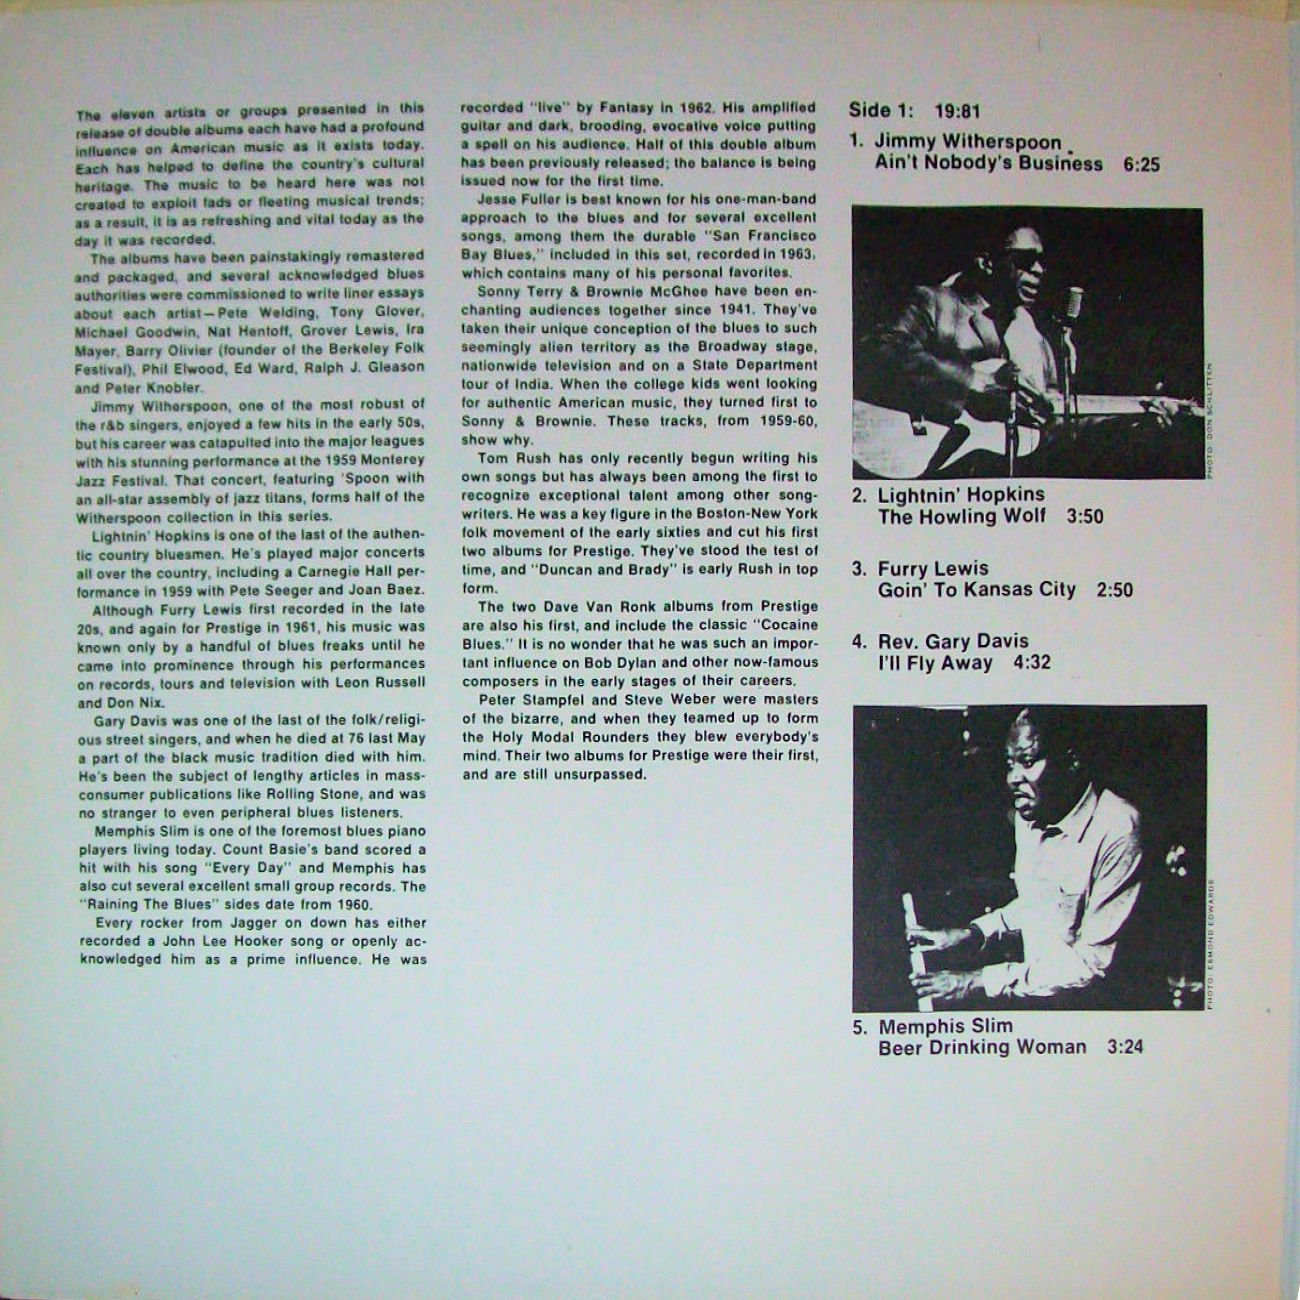 The eleven artists or groups presented in this
release of double albums each have had a profound
influence on American music as it exists today.
Each has helped to define the country's cultural
heritage. The music to be heard here was not
created to exploit fads or fleeting musical trends;
as a result, it is as refreshing and vital today as the
day it was recorded.
The albums have been painstakingly remastered
and packaged, and several acknowledged blues
authorities were commissioned to write liner essays
about each artist—Pete Welding, Tony Glover,
Michael Goodwin, Nat Hentoff, Grover Lewis, Ira
Mayer, Barry Olivier (founder of the Berkeley Folk
Festival), Phil Elwood, Ed Ward, Ralph J. Gleason
and Peter Knobler.
Jimmy Witherspoon, one of the most robust of
the r&b singers, enjoyed a few hits in the early 50s,
but his career was catapulted into the major leagues
with his stunning performance at the 1959 Monterey
Jazz Festival. That concert, featuring 'Spoon with
an all-star assembly of jazz titans, forms half of the
Witherspoon collection in this series.
Lightnin' Hopkins is one of the last of the authen-
tic country bluesmen. He's played major concerts
all over the country, including a Carnegie Hall per-
formance in 1959 with Pete Seeger and Joan Baez.
Although Furry Lewis first recorded in the late
20s, and again for Prestige in 1961, his music was
known only by a handful of blues freaks until he
came into prominence through his performances
on records, tours and television with Leon Russell
and Don Nix.
Gary Davis was one of the last of the folk/religi-
ous street singers, and when he died at 76 last May
a part of the black music tradition died with him.
He's been the subject of lengthy articles in mass-
consumer publications like Rolling Stone, and was
no stranger to even peripheral blues listeners.
Memphis Slim is one of the foremost blues piano
players living today. Count Basie's band scored a
hit with his song "Every Day" and Memphis has
also cut several excellent small group records. The
"Raining The Blues" sides date from 1960.
Every rocker from Jagger on down has either
recorded a John Lee Hooker song or openly ac-
knowledged him as a prime influence. He was
recorded "live" by Fantasy in 1962. His amplified
guitar and dark, brooding, evocative voice putting
a spell on his audience. Half of this double album
has been previously released; the balance is being
issued now for the first time.
Jesse Fuller is best known for his one-man-band
approach to the blues and for several excellent
songs, among them the durable "San Francisco
Bay Blues," included in this set, recorded in 1963,
which contains many of his personal favorites.
Sonny Terry & Brownie McGhee have been en-
chanting audiences together since 1941. They've
taken their unique conception of the blues to such
seemingly alien territory as the Broadway stage,
nationwide television and on a State Department
tour of India. When the college kids went looking
for authentic American music, they turned first to
Sonny & Brownie. These tracks, from 1959-60,
show why.
Tom Rush has only recently begun writing his
own songs but has always been among the first to
recognize exceptional talent among other song-
writers. He was a key figure in the Boston-New York
folk movement of the early sixties and cut his first
two albums for Prestige. They've stood the test of
time, and "Duncan and Brady" is early Rush in top
form.
The two Dave Van Ronk albums from Prestige
are also his first, and include the classic "Cocaine
Blues." It is no wonder that he was such an impor-
tant influence on Bob Dylan and other now-famous
composers in the early stages of their careers.
Peter Stampfel and Steve Weber were masters
of the bizarre, and when they teamed up to form
the Holy Modal Rounders they blew everybody's
mind. Their two albums for Prestige were their first,
and are still unsurpassed.
Side 1: 19:81
1. Jimmy Witherspoon
Ain't Nobody's Business 6:25
PHOTO: DON SCHLITTEN
2. Lightnin' Hopkins
The Howling Wolf 3:50
3. Furry Lewis
Goin' To Kansas City 2:50
4. Rev. Gary Davis
I'll Fly Away 4:32
PHOTO: ESMOND EDWARDS
5. Memphis Slim
Beer Drinking Woman 3:24